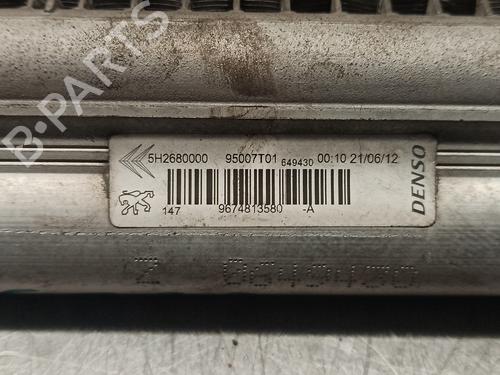 B-PARTS
5H2680000 95007T01 649430 00:10 21/06/12
DENSO
147 9674813580 -A